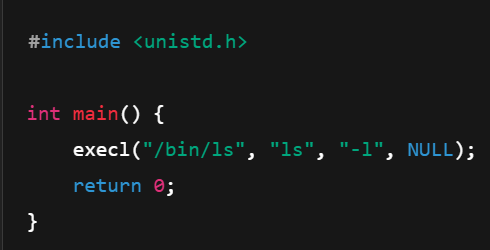 #include <unistd.h>
int main() {
    execl("/bin/ls", "ls", "-l", NULL);
    return 0;
}